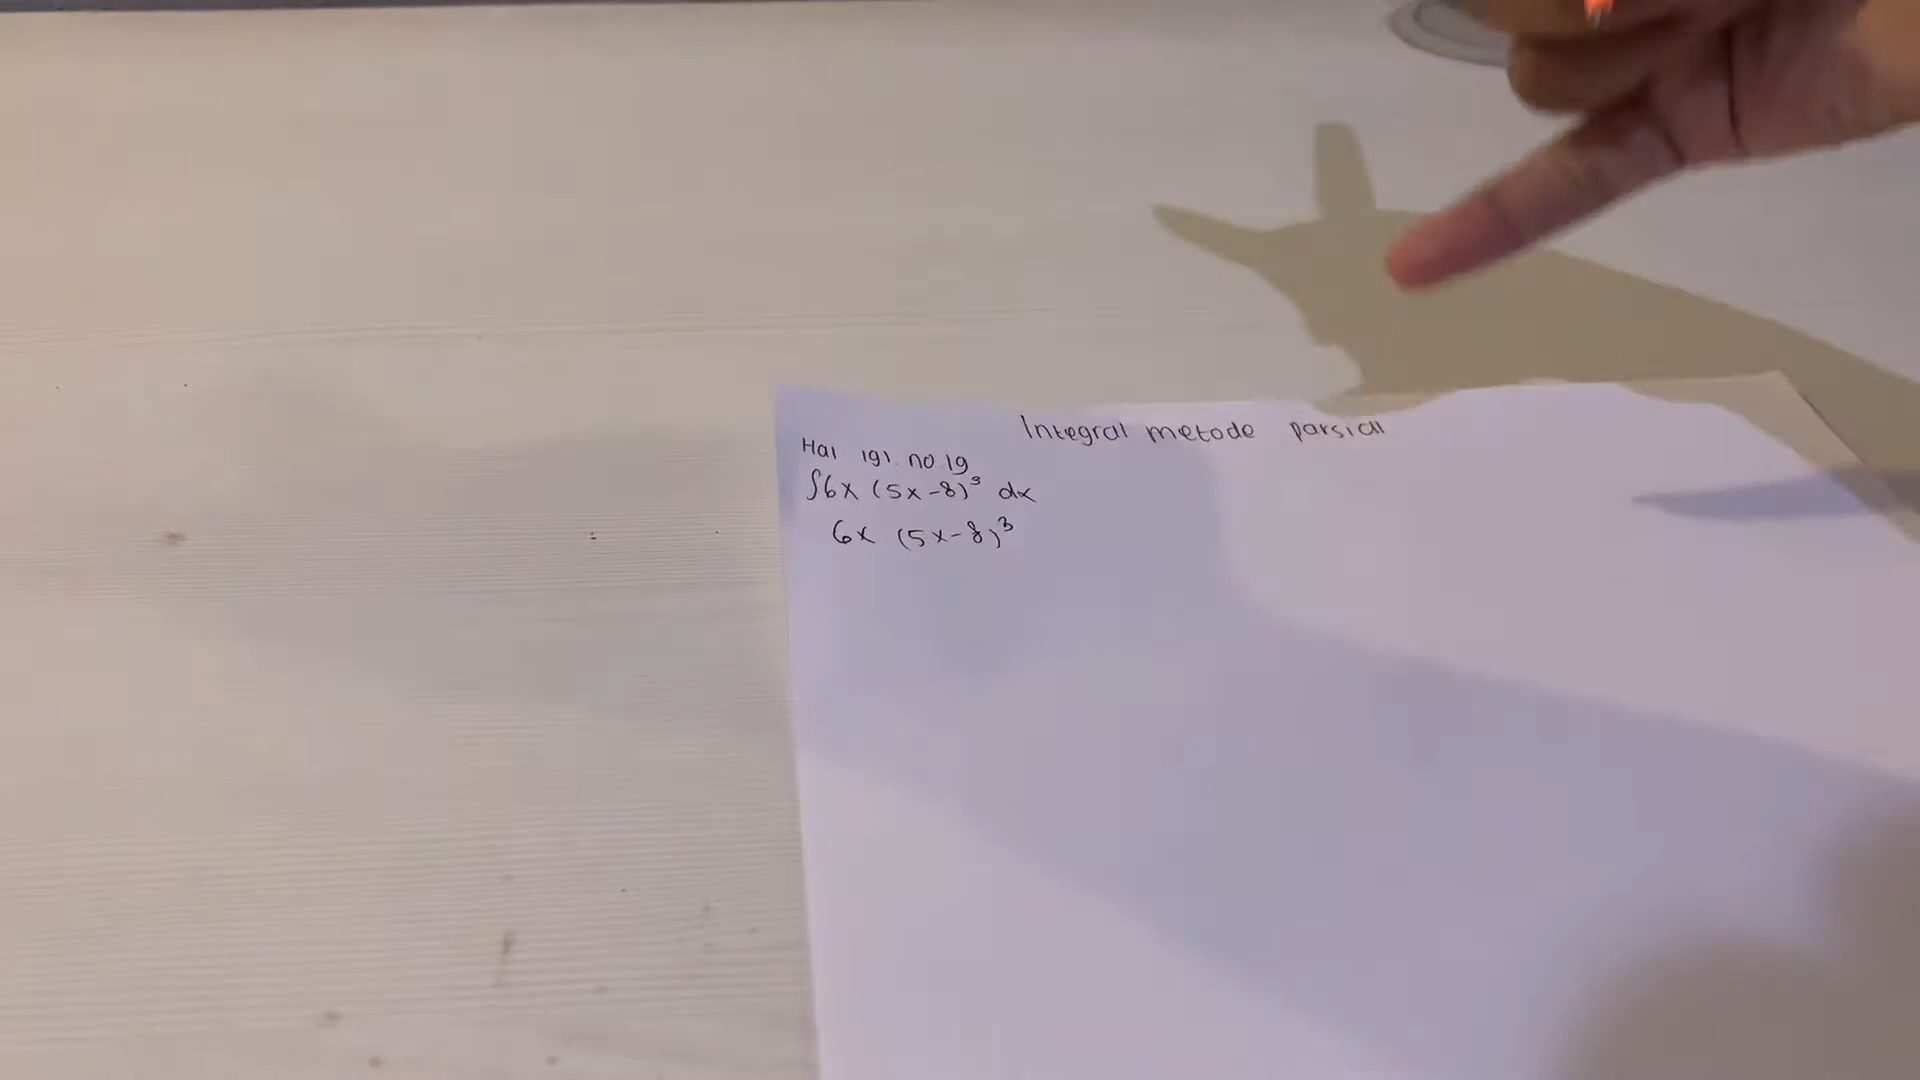 Integral metode parsial
Hal 191 no 19
∫6x (5x-8)³ dx
6x (5x-8)³